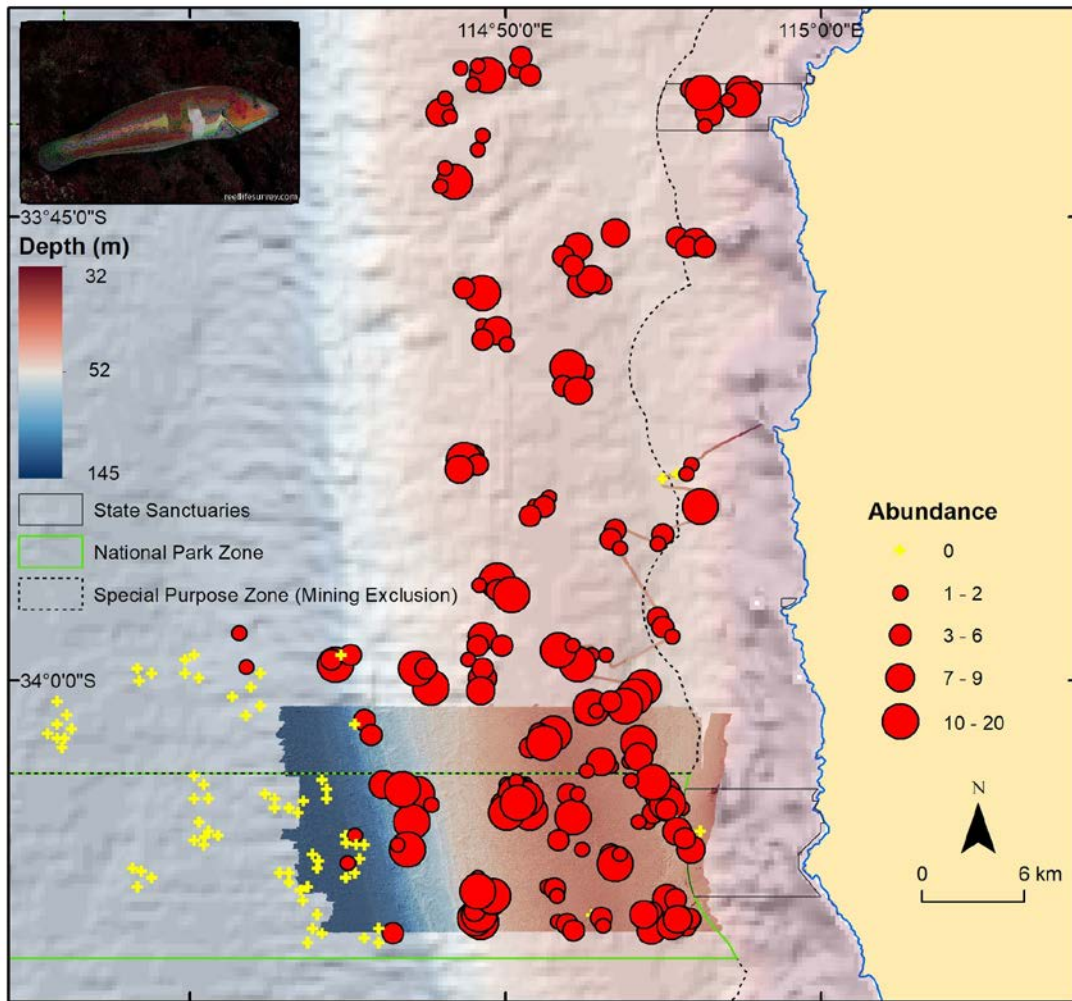 114°50'0"E
115°0'0"E
reeflifesurvey.com
33°45'0"S
Depth (m)
32
52
145
State Sanctuaries
National Park Zone
Special Purpose Zone (Mining Exclusion)
Abundance
0
1 - 2
3 - 6
7 - 9
10 - 20
34°0'0"S
N
0 6 km